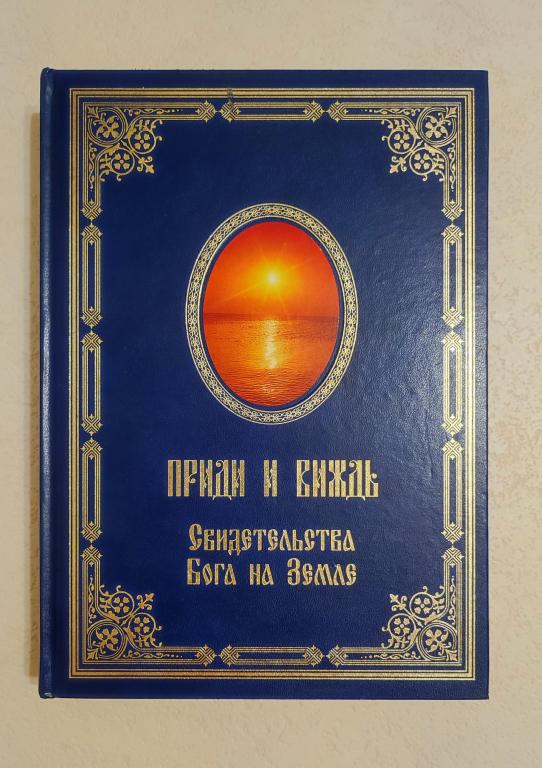 ПРИДИ И ВИЖДЬ
Свидетельства
Бога на Земле